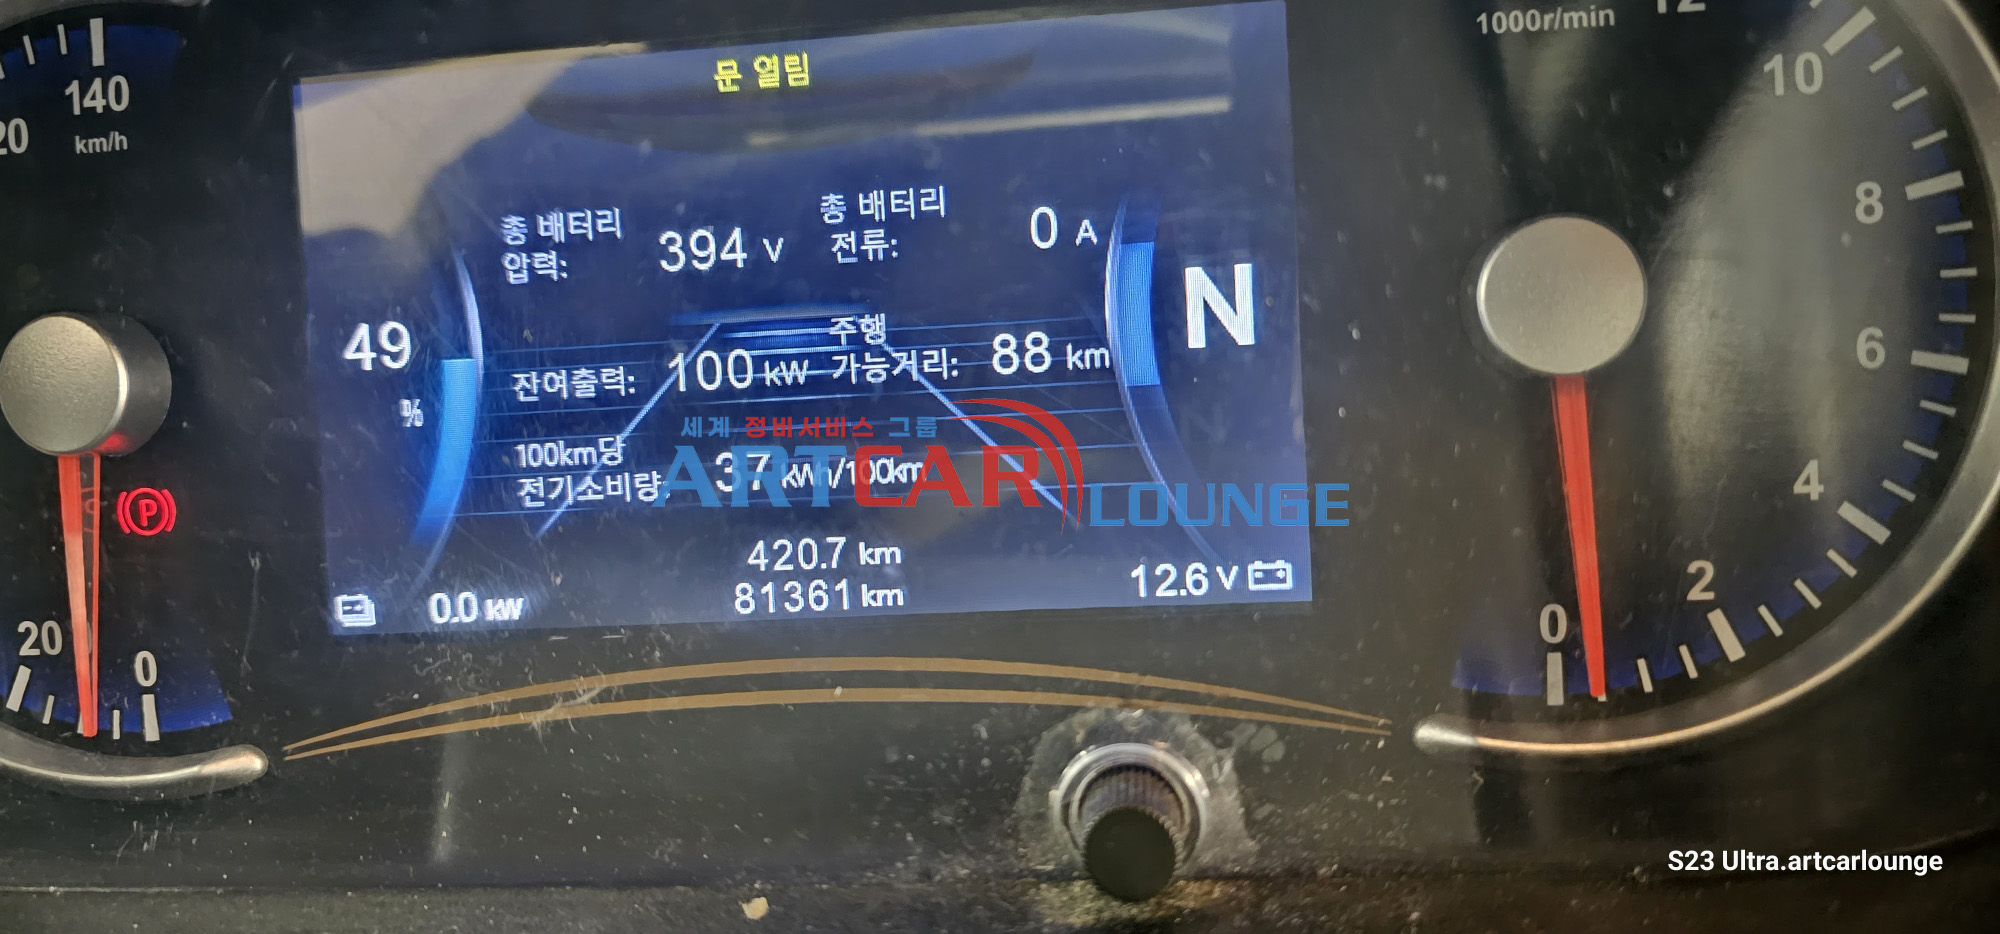 문 열림
140
km/h
20
1000r/min
12
10
8
6
4
2
0
총 배터리
압력:
394 V
총 배터리
전류:
0 A
N
49
%
잔여출력:
100 kW
주행
가능거리:
88 km
세계 정비서비스 그룹
ARTCAR LOUNGE
100km당
전기소비량:
37 kWh/100km
420.7 km
81361 km
0.0 kW
12.6 V
P
20
0
S23 Ultra.artcarlounge